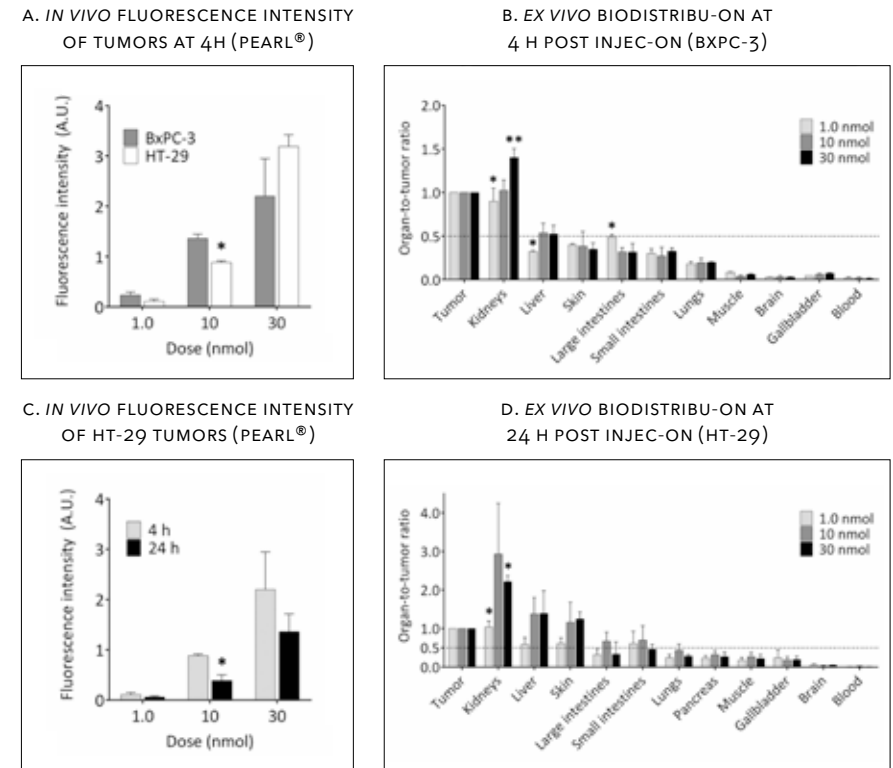 A. IN VIVO FLUORESCENCE INTENSITY
OF TUMORS AT 4H (PEARL®)
Fluorescence intensity (A.U.)
4
3
2
1
0
BxPC-3
HT-29
*
1.0 10 30
Dose (nmol)
B. EX VIVO BIODISTRIBU-ON AT
4 H POST INJEC-ON (BXPC-3)
Organ-to-tumor ratio
2.0
1.5
1.0
0.5
0.0
1.0 nmol
10 nmol
30 nmol
* ** * *
Tumor
Kidneys
Liver
Skin
Large intestines
Small intestines
Lungs
Muscle
Brain
Gallbladder
Blood
C. IN VIVO FLUORESCENCE INTENSITY
OF HT-29 TUMORS (PEARL®)
Fluorescence intensity (A.U.)
4
3
2
1
0
4 h
24 h
*
1.0 10 30
Dose (nmol)
D. EX VIVO BIODISTRIBU-ON AT
24 H POST INJEC-ON (HT-29)
Organ-to-tumor ratio
4.0
3.0
2.0
1.0
0.5
0.0
1.0 nmol
10 nmol
30 nmol
* *
Tumor
Kidneys
Liver
Skin
Large intestines
Small intestines
Lungs
Pancreas
Muscle
Gallbladder
Brain
Blood